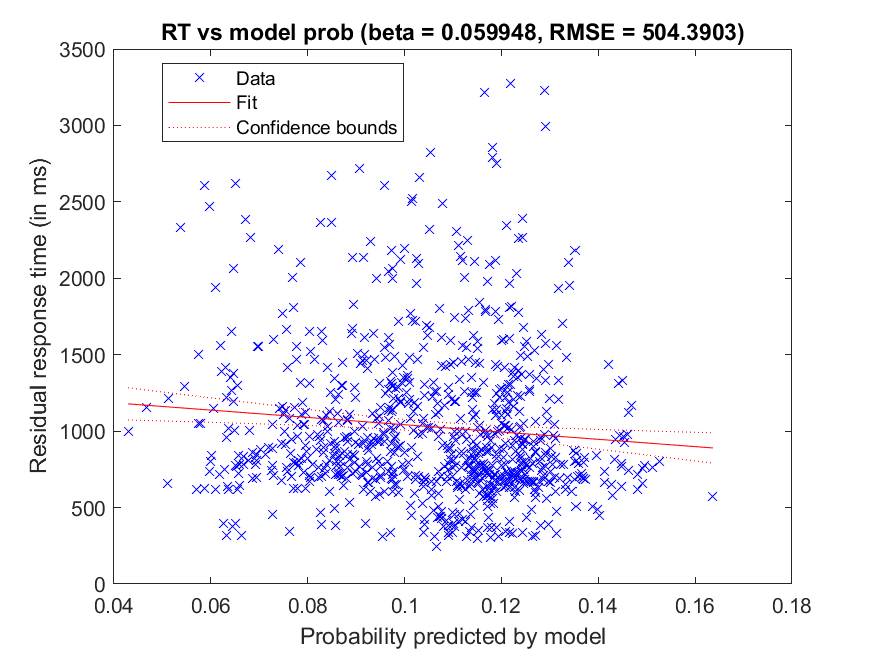 RT vs model prob (beta = 0.059948, RMSE = 504.3903)
Data
Fit
Confidence bounds
Residual response time (in ms)
3500
3000
2500
2000
1500
1000
500
0
0.04 0.06 0.08 0.1 0.12 0.14 0.16 0.18
Probability predicted by model